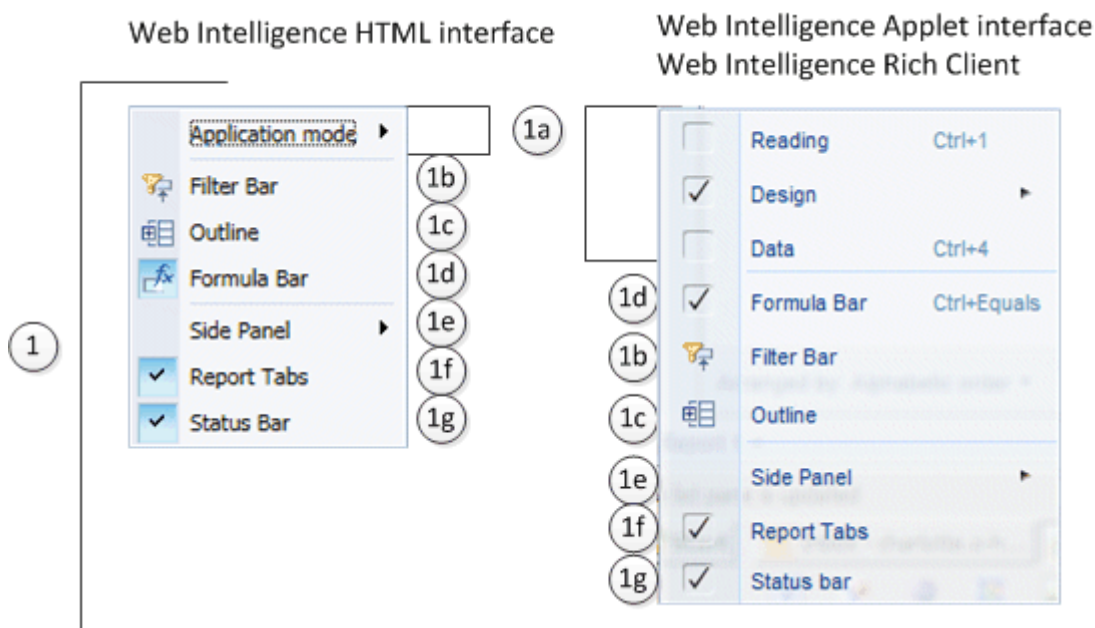 Web Intelligence HTML interface
Web Intelligence Applet interface
Web Intelligence Rich Client
1
Application mode
1a
Filter Bar
1b
Outline
1c
Formula Bar
1d
Side Panel
1e
Report Tabs
1f
Status Bar
1g
Reading Ctrl+1
Design
Data Ctrl+4
1d Formula Bar Ctrl+Equals
1b Filter Bar
1c Outline
1e Side Panel
1f Report Tabs
1g Status bar